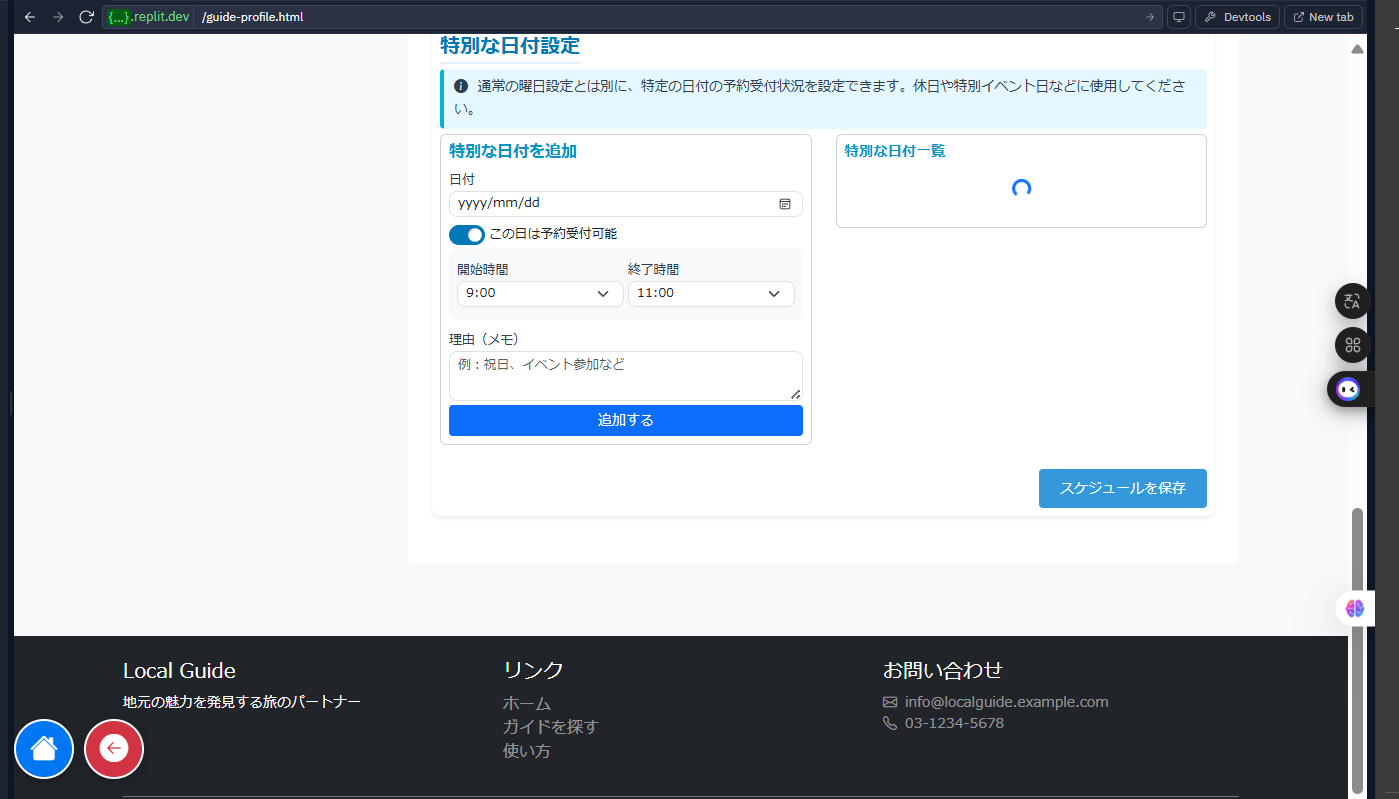 {...}.replit.dev /guide-profile.html Devtools New tab
特別な日付設定
通常の曜日設定とは別に、特定の日付の予約受付状況を設定できます。休日や特別イベント日などに使用してくださ
い。
特別な日付を追加
日付
yyyy/mm/dd
この日は予約受付可能
開始時間 終了時間
9:00 11:00
理由（メモ）
例：祝日、イベント参加など
追加する
特別な日付一覧
スケジュールを保存
Local Guide
地元の魅力を発見する旅のパートナー
リンク
ホーム
ガイドを探す
使い方
お問い合わせ
info@localguide.example.com
03-1234-5678